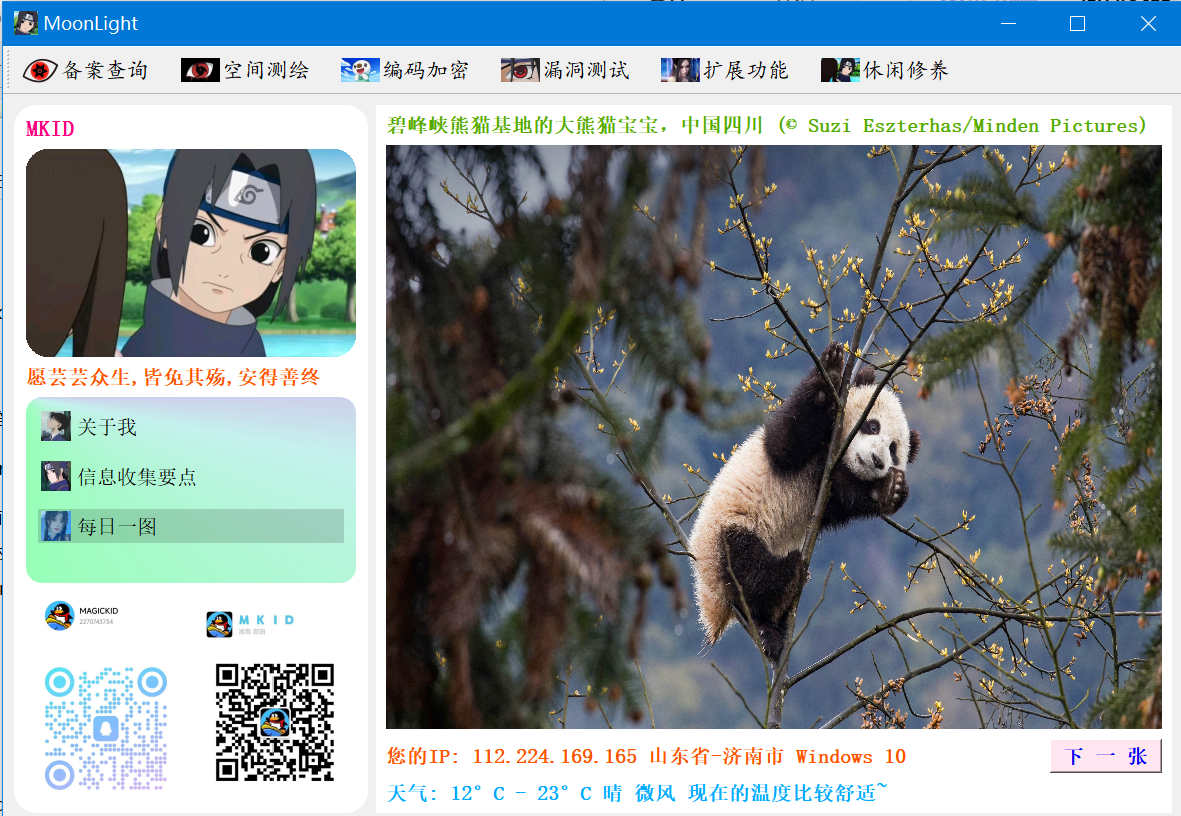 MoonLight
备案查询 空间测绘 编码加密 漏洞测试 扩展功能 休闲修养
MKID
愿芸芸众生,皆免其殇,安得善终
关于我
信息收集要点
每日一图
MAGICKID
2270743734
MKID
碧峰峡熊猫基地的大熊猫宝宝，中国四川 (© Suzi Eszterhas/Minden Pictures)
您的IP: 112.224.169.165 山东省-济南市 Windows 10
下一张
天气: 12°C - 23°C 晴 微风 现在的温度比较舒适~